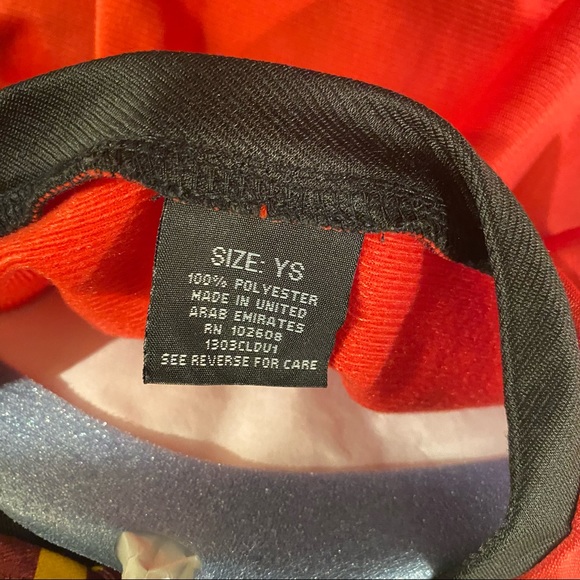 SIZE: YS
100% POLYESTER
MADE IN UNITED
ARAB EMIRATES
RN 102608
1303CLDU1
SEE REVERSE FOR CARE